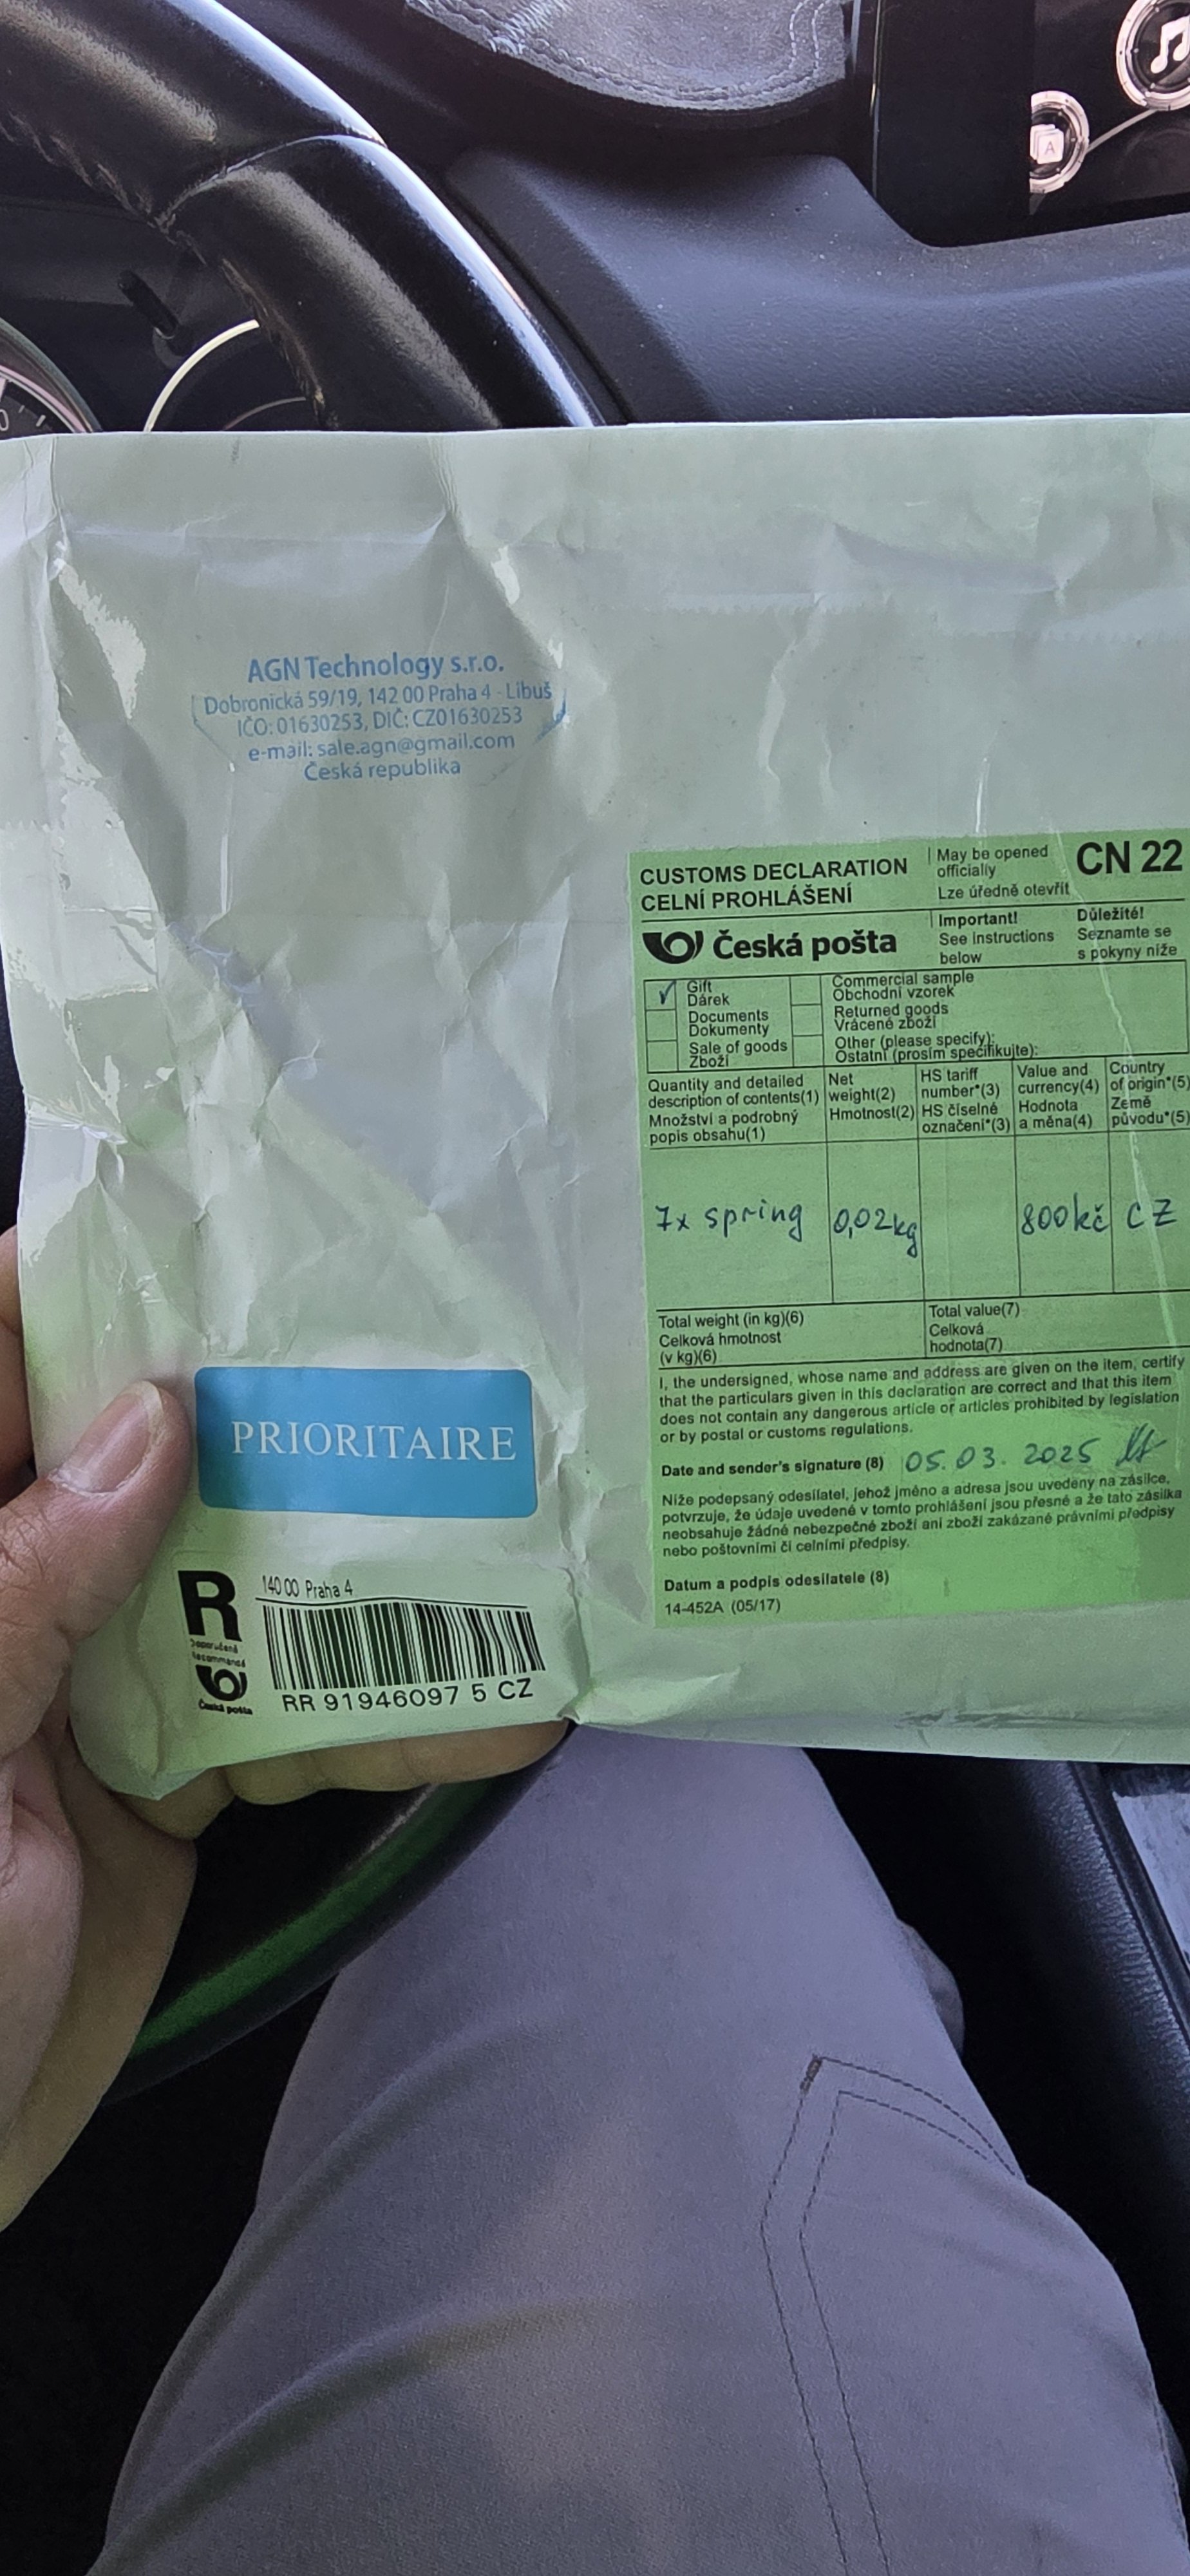 A
0
AGN Technology s.r.o.
Dobronická 59/19, 142 00 Praha 4 - Libuš
IČO: 01630253, DIČ: CZ01630253
e-mail: sale.agn@gmail.com
Česká republika
CUSTOMS DECLARATION
CELNÍ PROHLÁŠENÍ
May be opened
officially
Lze úředně otevřít
CN 22
Česká pošta
Important!
See instructions
below
Důležité!
Seznamte se
s pokyny níže
✓ Gift
Dárek
Documents
Dokumenty
Sale of goods
Zboží
Commercial sample
Obchodní vzorek
Returned goods
Vrácené zboží
Other (please specify):
Ostatní (prosím specifikujte):
Quantity and detailed
description of contents(1)
Množství a podrobný
popis obsahu(1)
Net
weight(2)
Hmotnost(2)
HS tariff
number*(3)
HS číselné
označení*(3)
Value and
currency(4)
Hodnota
a měna(4)
Country
of origin*(5)
Země
původu*(5)
7x spring 0,02kg 800kč CZ
Total weight (in kg)(6)
Celková hmotnost
(v kg)(6)
Total value(7)
Celková
hodnota(7)
I, the undersigned, whose name and address are given on the item, certify
that the particulars given in this declaration are correct and that this item
does not contain any dangerous article or articles prohibited by legislation
or by postal or customs regulations.
Date and sender's signature (8) 05.03.2025
Níže podepsaný odesílatel, jehož jméno a adresa jsou uvedeny na zásilce,
potvrzuje, že údaje uvedené v tomto prohlášení jsou přesné a že tato zásilka
neobsahuje žádné nebezpečné zboží ani zboží zakázané právními předpisy
nebo poštovními či celními předpisy.
Datum a podpis odesílatele (8)
14-452A (05/17)
PRIORITAIRE
R
Doporučeně
Recommandé
Česká pošta
140 00 Praha 4
RR 91946097 5 CZ